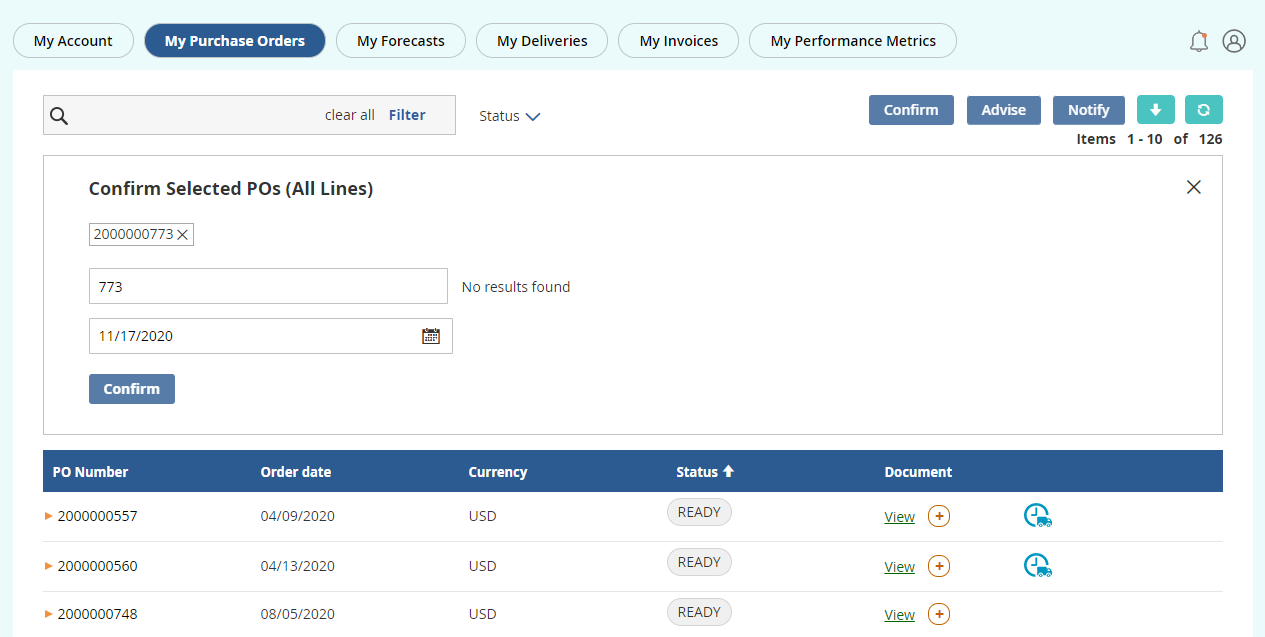 My Account My Purchase Orders My Forecasts My Deliveries My Invoices My Performance Metrics
clear all Filter Status Confirm Advise Notify
Items 1 - 10 of 126
Confirm Selected POs (All Lines)
2000000773
773 No results found
11/17/2020
Confirm
PO Number Order date Currency Status Document
2000000557 04/09/2020 USD READY View
2000000560 04/13/2020 USD READY View
2000000748 08/05/2020 USD READY View